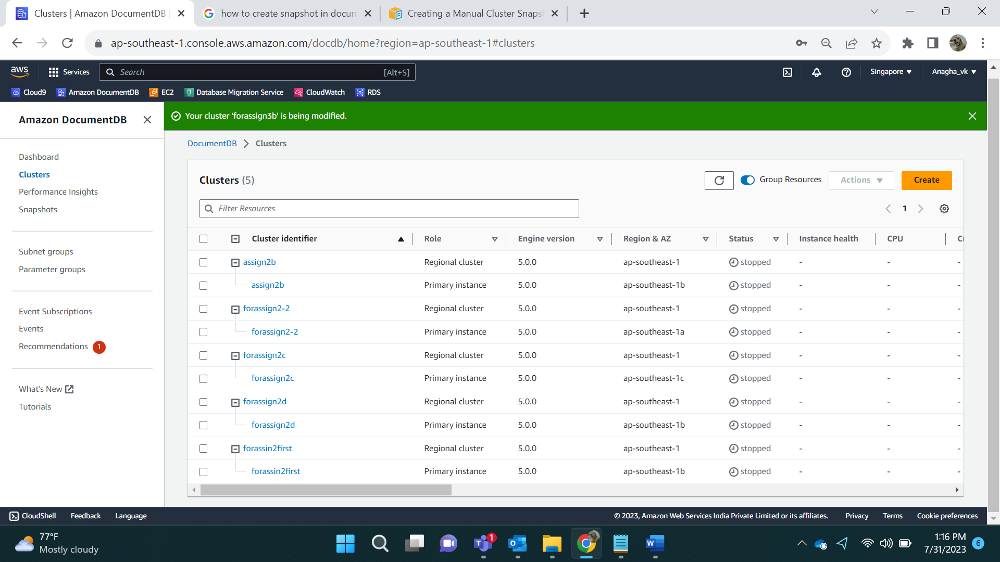 Clusters | Amazon DocumentDB |
how to create snapshot in docum
Creating a Manual Cluster Snapsh
ap-southeast-1.console.aws.amazon.com/docdb/home?region=ap-southeast-1#clusters
aws
Services
Search
[Alt+S]
Singapore
Anagha_vk
Cloud9
Amazon DocumentDB
EC2
Database Migration Service
CloudWatch
RDS
Amazon DocumentDB
Your cluster 'forassign3b' is being modified.
Dashboard
Clusters
Performance Insights
Snapshots
Subnet groups
Parameter groups
Event Subscriptions
Events
Recommendations 1
What's New
Tutorials
DocumentDB > Clusters
Clusters (5)
Group Resources
Actions
Create
Filter Resources
1
Cluster identifier Role Engine version Region & AZ Status Instance health CPU
assign2b Regional cluster 5.0.0 ap-southeast-1 stopped - - -
assign2b Primary instance 5.0.0 ap-southeast-1b stopped - - -
forassign2-2 Regional cluster 5.0.0 ap-southeast-1 stopped - - -
forassign2-2 Primary instance 5.0.0 ap-southeast-1a stopped - - -
forassign2c Regional cluster 5.0.0 ap-southeast-1 stopped - - -
forassign2c Primary instance 5.0.0 ap-southeast-1c stopped - - -
forassign2d Regional cluster 5.0.0 ap-southeast-1 stopped - - -
forassign2d Primary instance 5.0.0 ap-southeast-1b stopped - - -
forassin2first Regional cluster 5.0.0 ap-southeast-1 stopped - - -
forassin2first Primary instance 5.0.0 ap-southeast-1b stopped - - -
CloudShell
Feedback
Language
© 2023, Amazon Web Services India Private Limited or its affiliates.
Privacy
Terms
Cookie preferences
77°F
Mostly cloudy
1
1:16 PM
7/31/2023
6